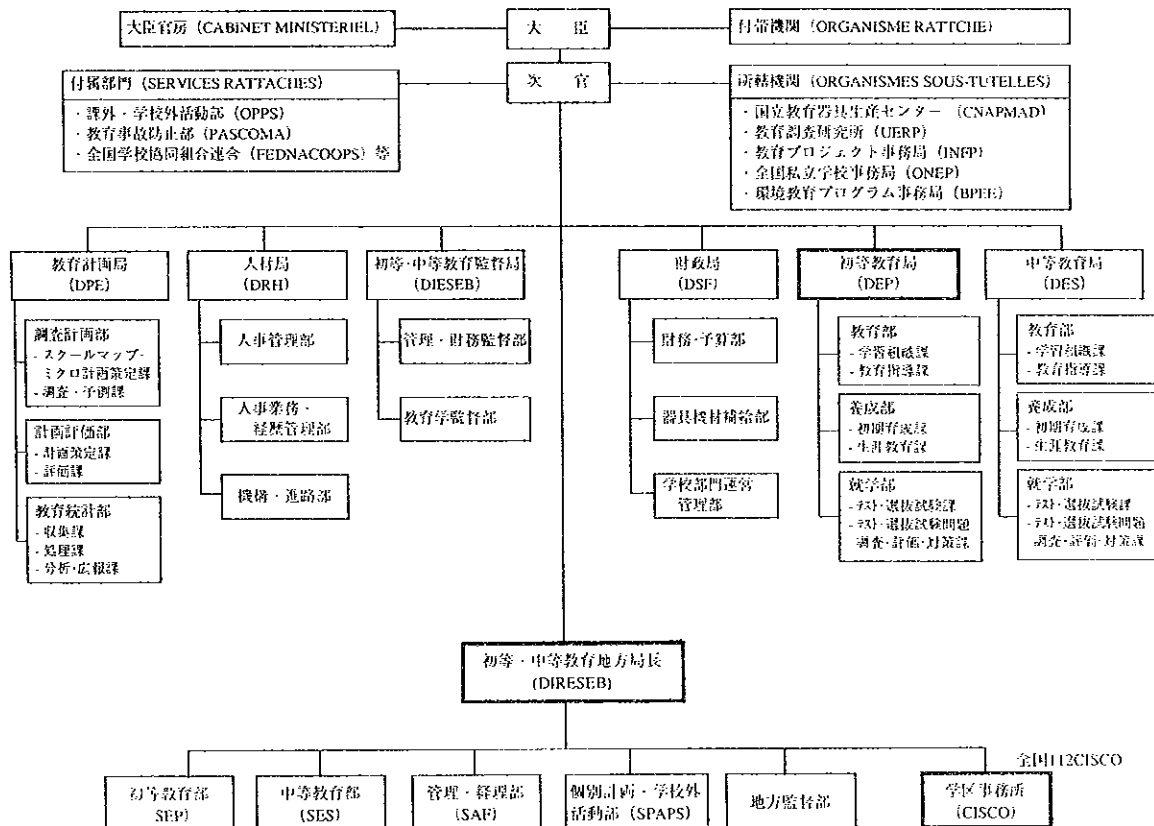 大臣官房 (CABINET MINISTERIEL)
大 臣
付帯機関 (ORGANISME RATTCHE)
次 官
付属部門 (SERVICES RATTACHES)
・課外・学校外活動部 (OPPS)
・教育事故防止部 (PASCOMA)
・全国学校協同組合連合 (FEDNACOOPS) 等
所轄機関 (ORGANISMES SOUS-TUTELLES)
・国立教育器具生産センター (CNAPMAD)
・教育調査研究所 (UERP)
・教育プロジェクト事務局 (INFP)
・全国私立学校事務局 (ONEP)
・環境教育プログラム事務局 (BPEE)
教育計画局
(DPE)
調査計画部
- スクールマップ-
ミクロ計画策定課
- 調査・予測課
計画評価部
- 計画策定課
- 評価課
教育統計部
- 収集課
- 処理課
- 分析・広報課
人材局
(DRH)
人事管理部
人事業務・
経歴管理部
機構・進路部
初等・中等教育監督局
(DIESEB)
管理・財務監督部
教育学監督部
財政局
(DSF)
財務・予算部
器具機材補給部
学校部門運営
管理部
初等教育局
(DEP)
教育部
- 学習組織課
- 教育指導課
養成部
- 初期育成課
- 生涯教育課
就学部
- テスト・選抜試験課
- テスト・選抜試験問題
調査・評価・対策課
中等教育局
(DES)
教育部
- 学習組織課
- 教育指導課
養成部
- 初期育成課
- 生涯教育課
就学部
- テスト・選抜試験課
- テスト・選抜試験問題
調査・評価・対策課
初等・中等教育地方局長
(DIRESEB)
全国112CISCO
初等教育部
SEP)
中等教育部
(SES)
管理・経理部
(SAF)
個別計画・学校外
活動部 (SPAPS)
地方監督部
学区事務所
(CISCO)